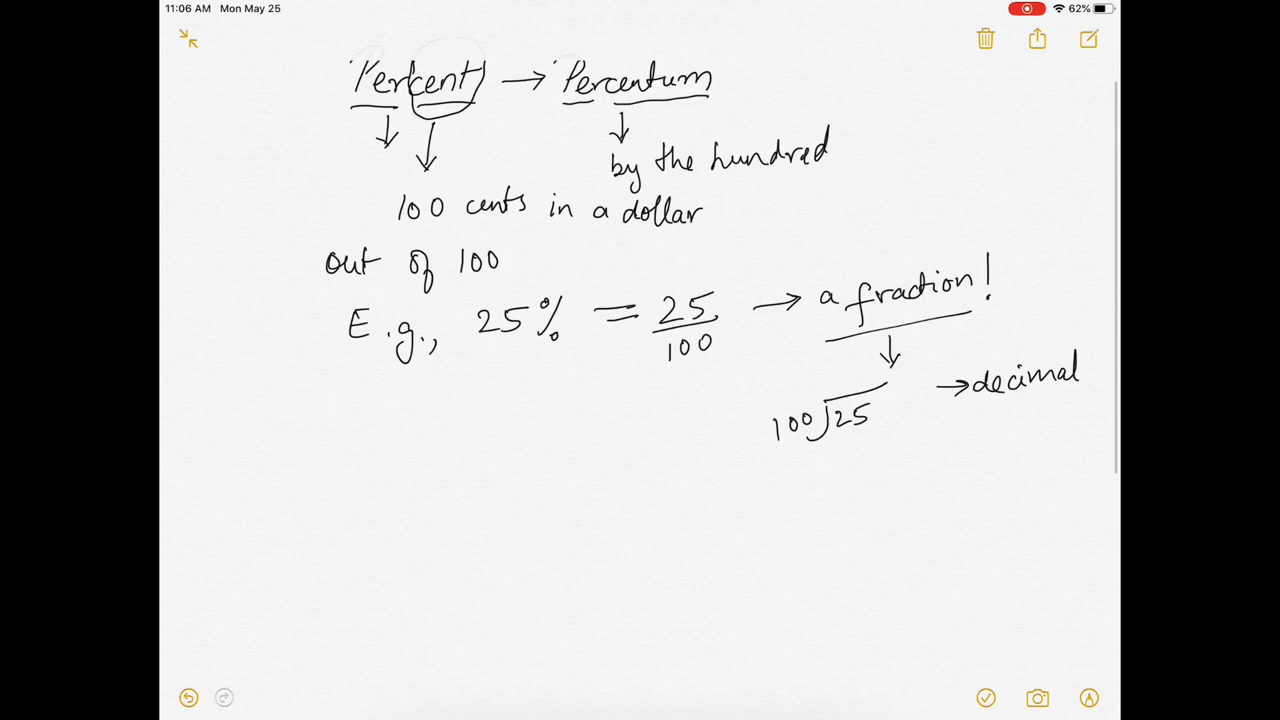 11:06 AM Mon May 25
62%
Percent → Percentum
by the hundred
100 cents in a dollar
out of 100
E.g., 25% = 25/100 → a fraction!
100⟌25 → decimal